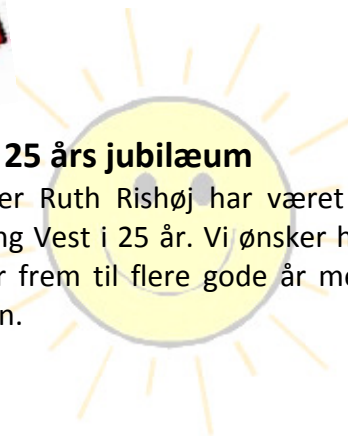 25 års jubilæum
er Ruth Rishøj har været
ng Vest i 25 år. Vi ønsker h
r frem til flere gode år me
n.